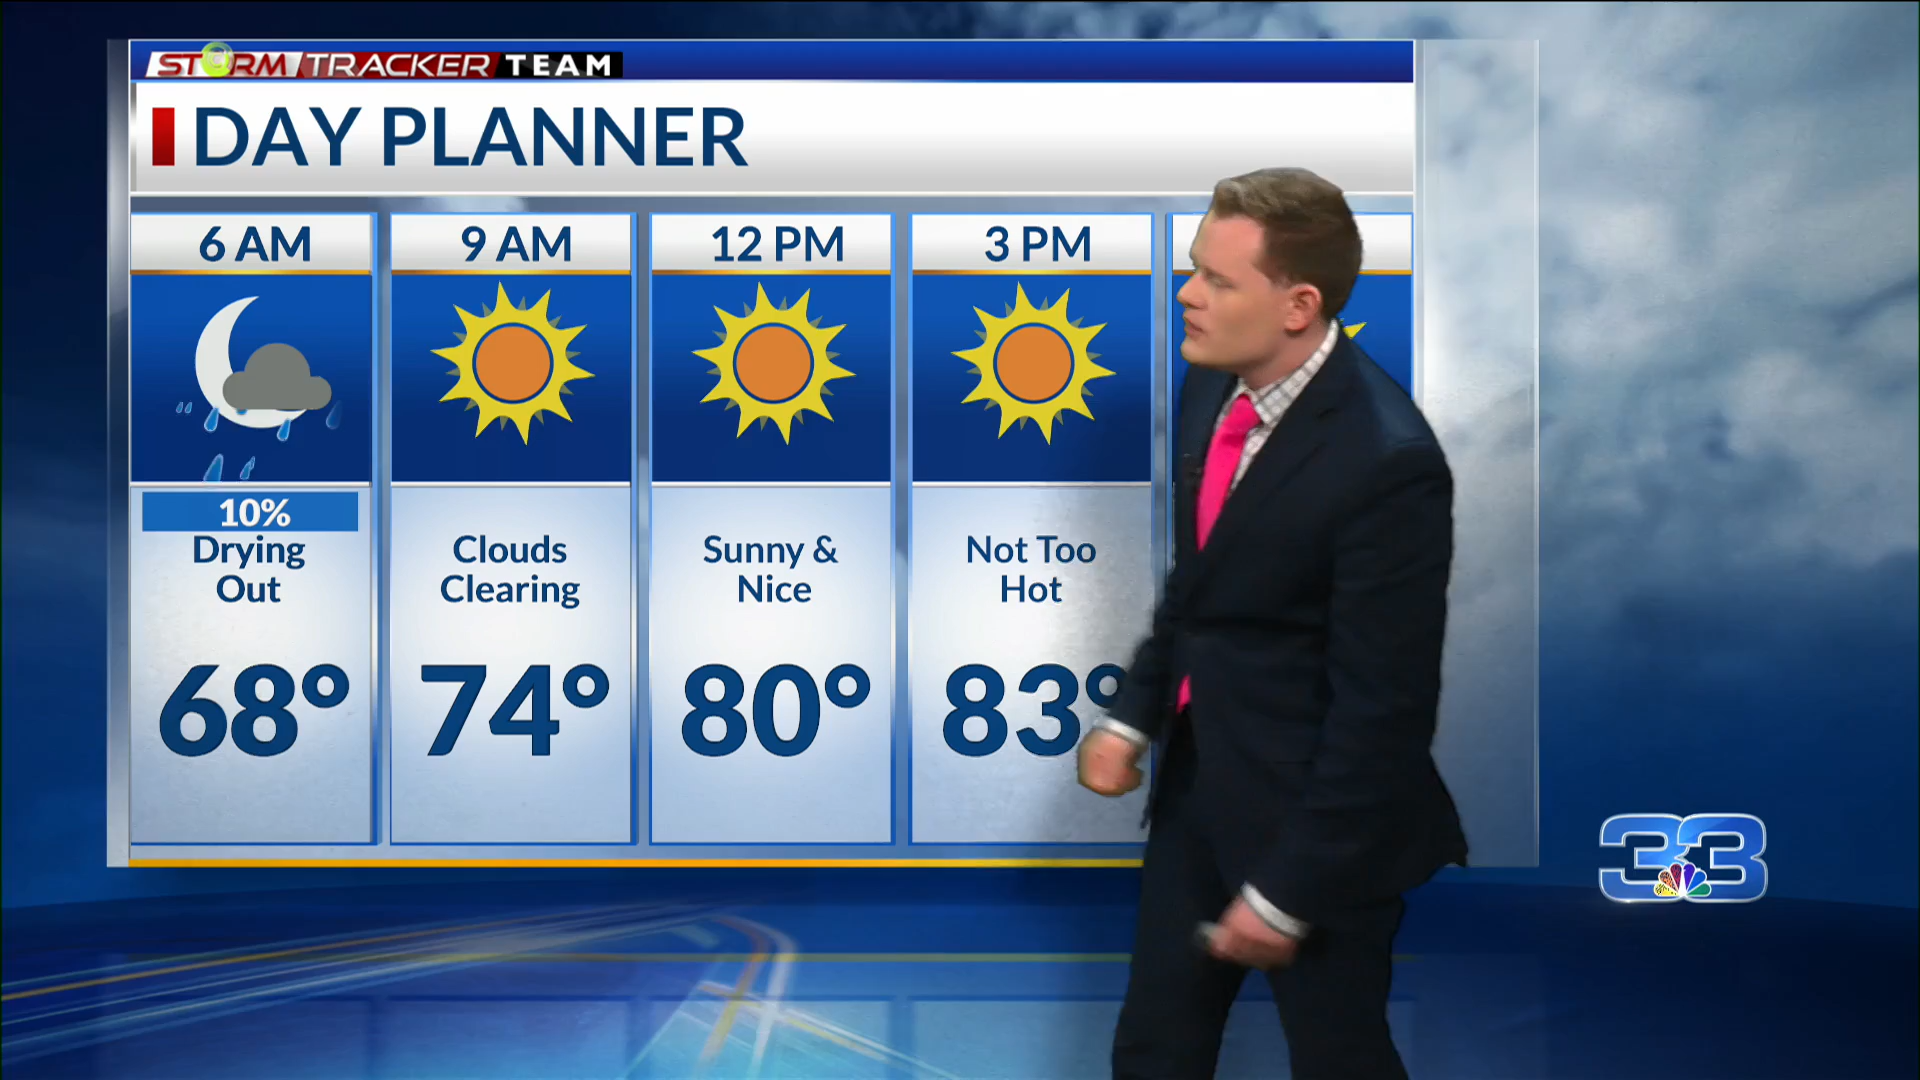 STORM TRACKER TEAM
DAY PLANNER
6 AM
10%
Drying
Out
68°
9 AM
Clouds
Clearing
74°
12 PM
Sunny &
Nice
80°
3 PM
Not Too
Hot
83°
33